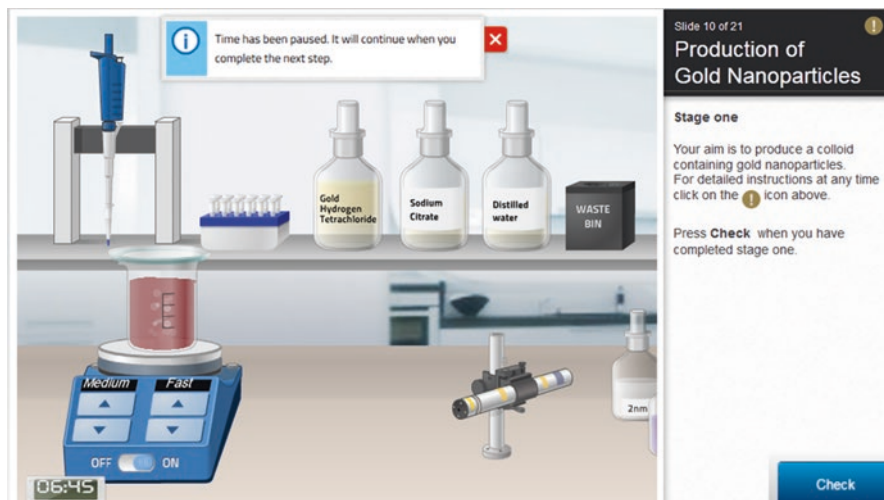 Time has been paused. It will continue when you
complete the next step.
Slide 10 of 21
Production of
Gold Nanoparticles
Stage one
Your aim is to produce a colloid
containing gold nanoparticles.
For detailed instructions at any time
click on the ! icon above.
Press Check when you have
completed stage one.
Gold
Hydrogen
Tetrachloride
Sodium
Citrate
Distilled
water
WASTE
BIN
Medium Fast
OFF ON
2nm
06:45
Check